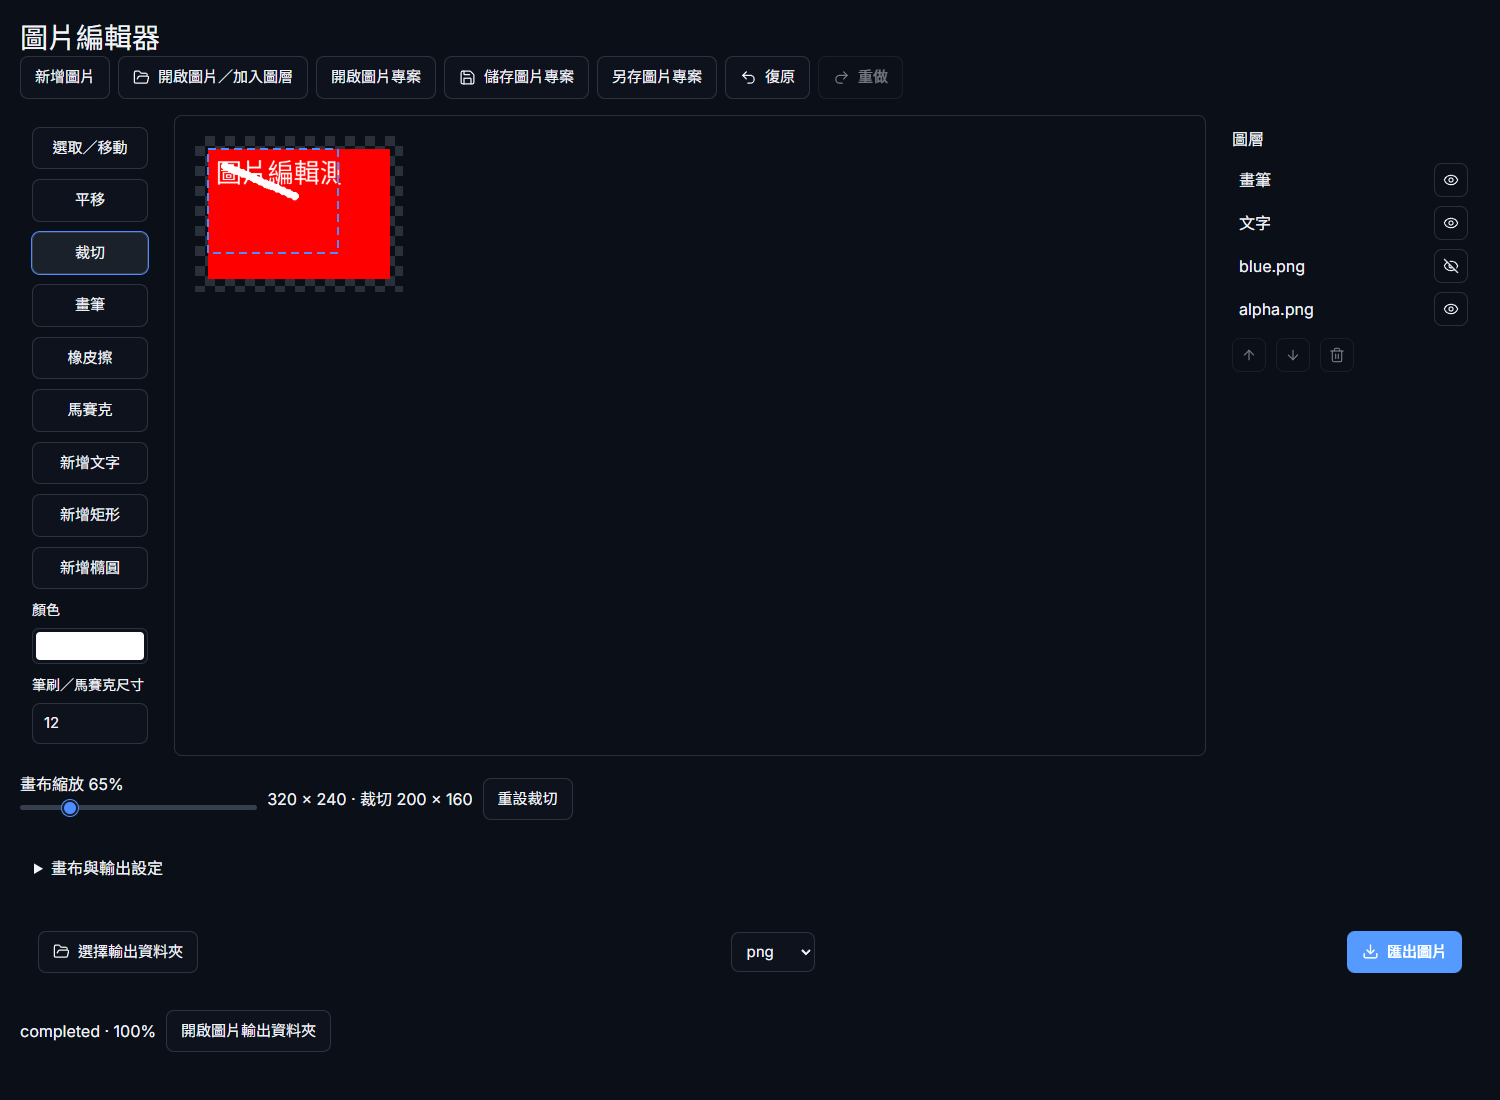 圖片編輯器
新增圖片
開啟圖片／加入圖層
開啟圖片專案
儲存圖片專案
另存圖片專案
復原
重做
選取／移動
平移
裁切
畫筆
橡皮擦
馬賽克
新增文字
新增矩形
新增橢圓
顏色
筆刷／馬賽克尺寸
12
圖片編輯測
圖層
畫筆
文字
blue.png
alpha.png
畫布縮放 65%
320 × 240 · 裁切 200 × 160
重設裁切
畫布與輸出設定
選擇輸出資料夾
png
匯出圖片
completed · 100%
開啟圖片輸出資料夾